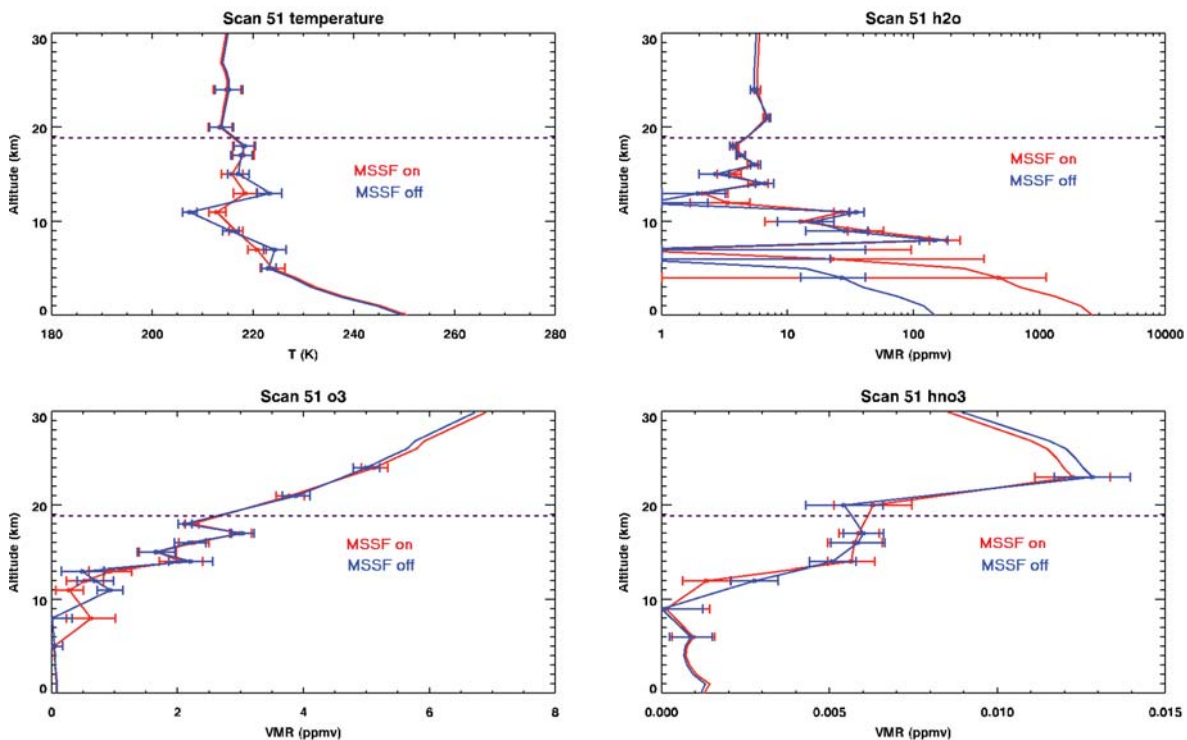 Scan 51 temperature
30
20
10
0
Altitude (km)
MSSF on
MSSF off
180 200 220 240 260 280
T (K)
Scan 51 h2o
30
20
10
0
Altitude (km)
MSSF on
MSSF off
1 10 100 1000 10000
VMR (ppmv)
Scan 51 o3
30
20
10
0
Altitude (km)
MSSF on
MSSF off
0 2 4 6 8
VMR (ppmv)
Scan 51 hno3
30
20
10
0
Altitude (km)
MSSF on
MSSF off
0.000 0.005 0.010 0.015
VMR (ppmv)